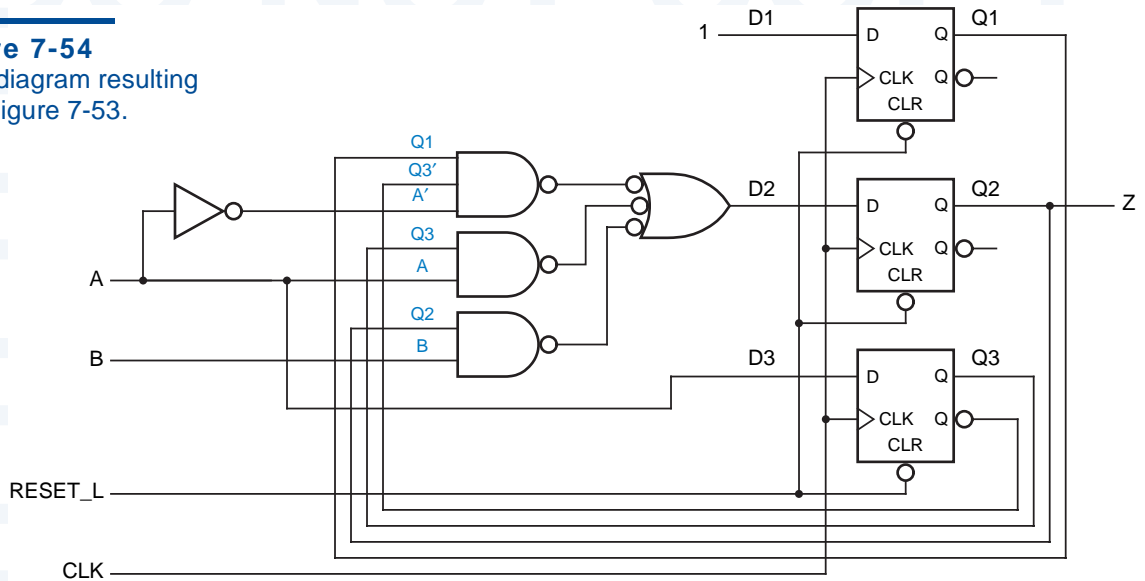 7-54
diagram resulting
igure 7-53.
1
D1
Q1
D
Q
CLK
Q
CLR
Q1
Q3′
A′
D2
Q2
Z
D
Q
CLK
Q
CLR
Q3
A
A
Q2
B
B
D3
Q3
D
Q
CLK
Q
CLR
RESET_L
CLK